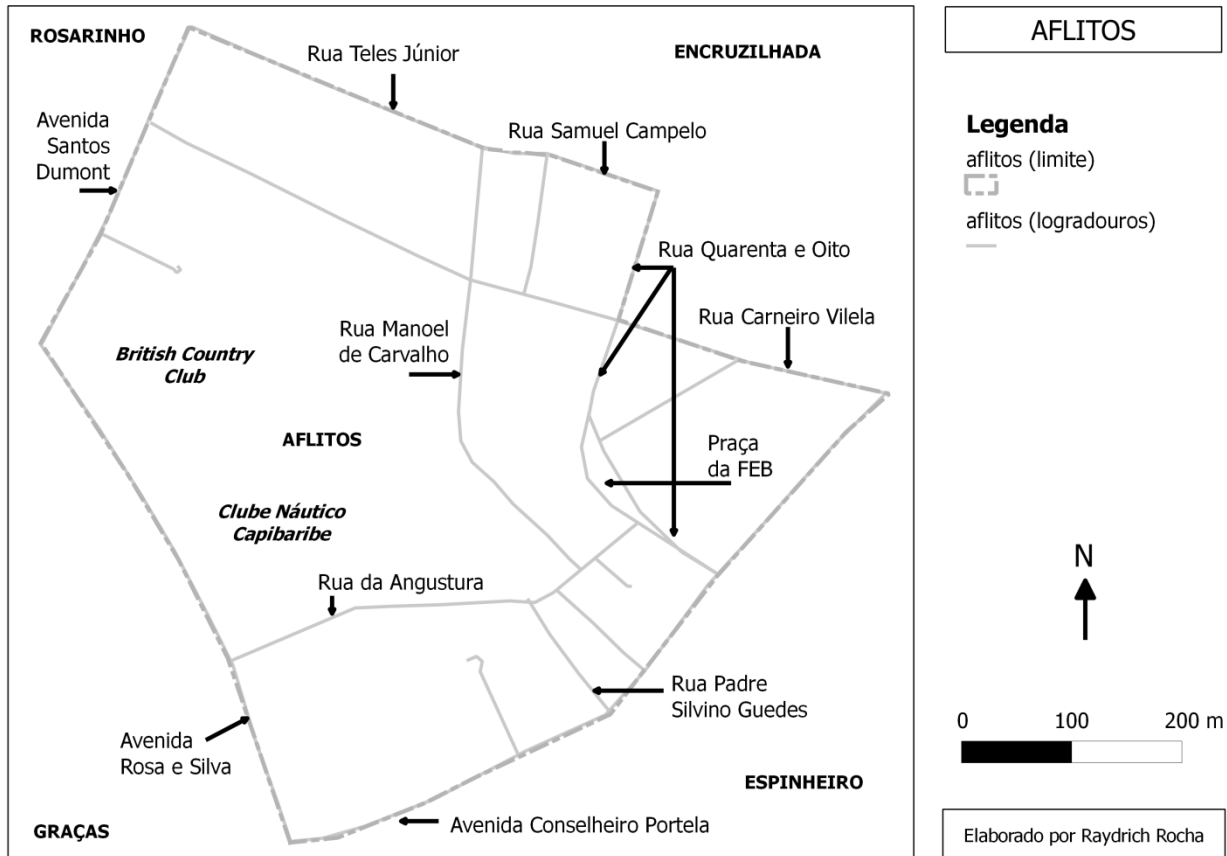 AFLITOS
ROSARINHO
ENCRUZILHADA
Rua Teles Júnior
Avenida
Santos
Dumont
Rua Samuel Campelo
Rua Quarenta e Oito
Rua Carneiro Vilela
Rua Manoel
de Carvalho
British Country
Club
AFLITOS
Praça
da FEB
Clube Náutico
Capibaribe
Rua da Angustura
Rua Padre
Silvino Guedes
Avenida
Rosa e Silva
ESPINHEIRO
GRAÇAS
Avenida Conselheiro Portela
Legenda
aflitos (limite)
aflitos (logradouros)
N
0 100 200 m
Elaborado por Raydrich Rocha